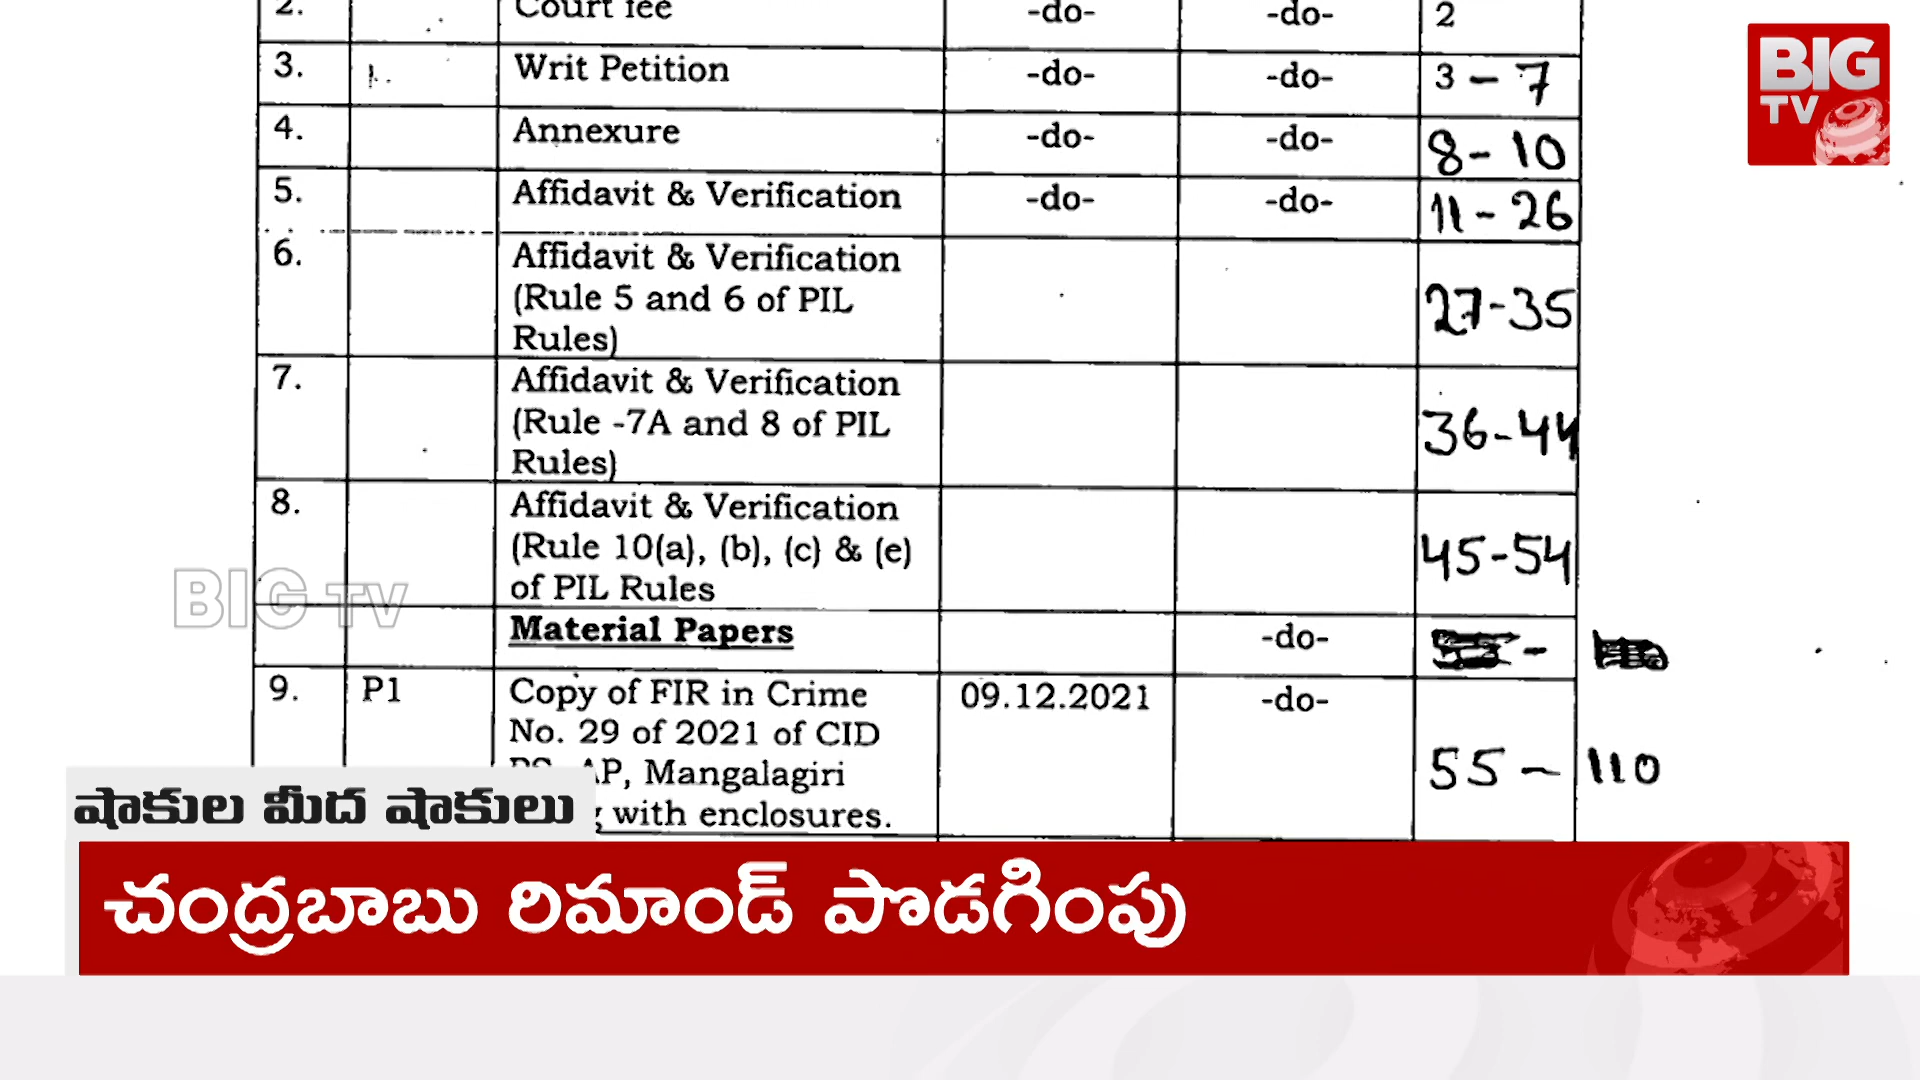 2. Court fee -do- -do- 2
3. Writ Petition -do- -do- 3 - 7
4. Annexure -do- -do- 8 - 10
5. Affidavit & Verification -do- -do- 11 - 26
6. Affidavit & Verification
(Rule 5 and 6 of PIL
Rules) 27-35
7. Affidavit & Verification
(Rule -7A and 8 of PIL
Rules) 36-44
8. Affidavit & Verification
(Rule 10(a), (b), (c) & (e)
of PIL Rules 45-54
Material Papers -do- -
9. P1 Copy of FIR in Crime 09.12.2021 -do-
No. 29 of 2021 of CID
AP, Mangalagiri 55 - 110
with enclosures.
BIG
TV
BIG TV
షాకుల మీద షాకులు
చంద్రబాబు రిమాండ్ పొడగింపు